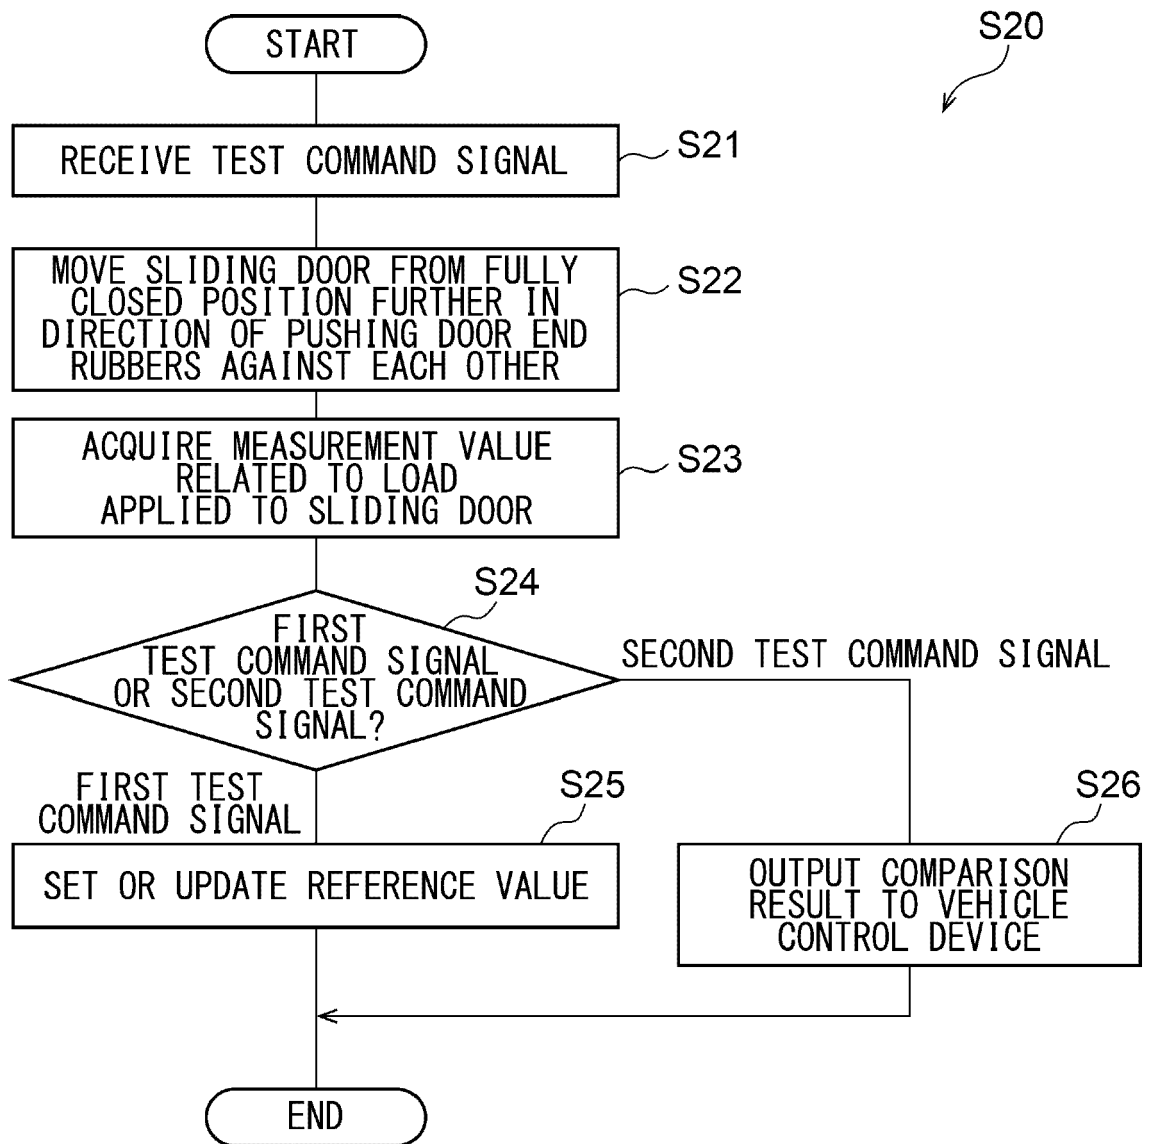 START
S20
RECEIVE TEST COMMAND SIGNAL
S21
MOVE SLIDING DOOR FROM FULLY
CLOSED POSITION FURTHER IN
DIRECTION OF PUSHING DOOR END
RUBBERS AGAINST EACH OTHER
S22
ACQUIRE MEASUREMENT VALUE
RELATED TO LOAD
APPLIED TO SLIDING DOOR
S23
S24
FIRST
TEST COMMAND SIGNAL
OR SECOND TEST COMMAND
SIGNAL?
SECOND TEST COMMAND SIGNAL
FIRST TEST
COMMAND SIGNAL
S25
SET OR UPDATE REFERENCE VALUE
S26
OUTPUT COMPARISON
RESULT TO VEHICLE
CONTROL DEVICE
END